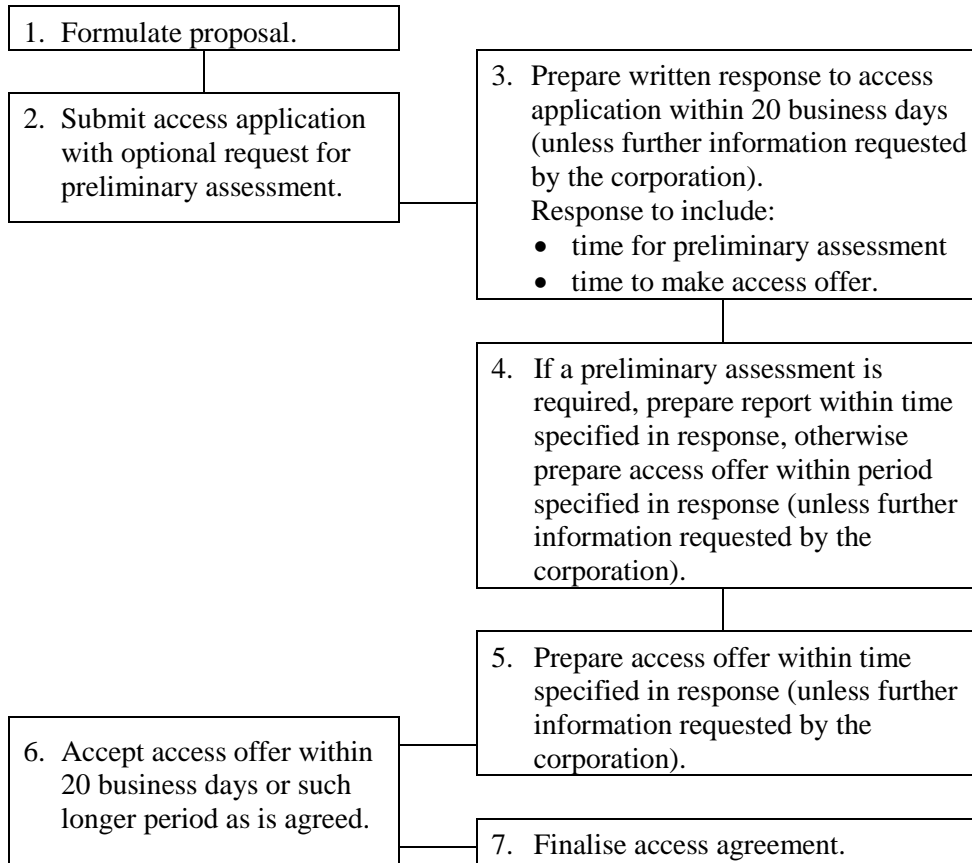 1. Formulate proposal.
2. Submit access application
with optional request for
preliminary assessment.
3. Prepare written response to access
application within 20 business days
(unless further information requested
by the corporation).
Response to include:
• time for preliminary assessment
• time to make access offer.
4. If a preliminary assessment is
required, prepare report within time
specified in response, otherwise
prepare access offer within period
specified in response (unless further
information requested by the
corporation).
5. Prepare access offer within time
specified in response (unless further
information requested by the
corporation).
6. Accept access offer within
20 business days or such
longer period as is agreed.
7. Finalise access agreement.